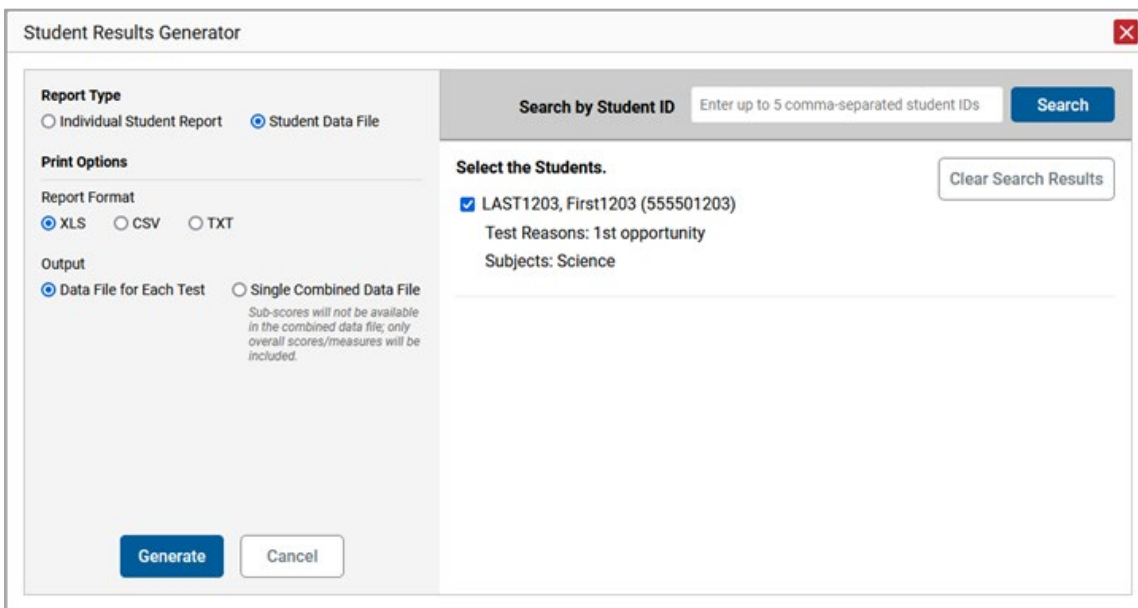 Student Results Generator
Report Type
Individual Student Report Student Data File
Print Options
Report Format
XLS CSV TXT
Output
Data File for Each Test Single Combined Data File
Sub-scores will not be available
in the combined data file; only
overall scores/measures will be
included.
Generate Cancel
Search by Student ID Enter up to 5 comma-separated student IDs Search
Select the Students. Clear Search Results
LAST1203, First1203 (555501203)
Test Reasons: 1st opportunity
Subjects: Science